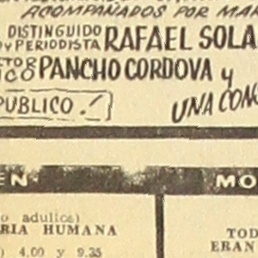 ACOMPAÑADOS POR MAR
DISTINGUIDO
Y PERIODISTA RAFAEL SOLA
PANCHO CORDOVA y
PUBLICO.!
UNA CON
EN
MO
o adultos)
RIA HUMANA
4.00 y 9.35
TOD
ERAN